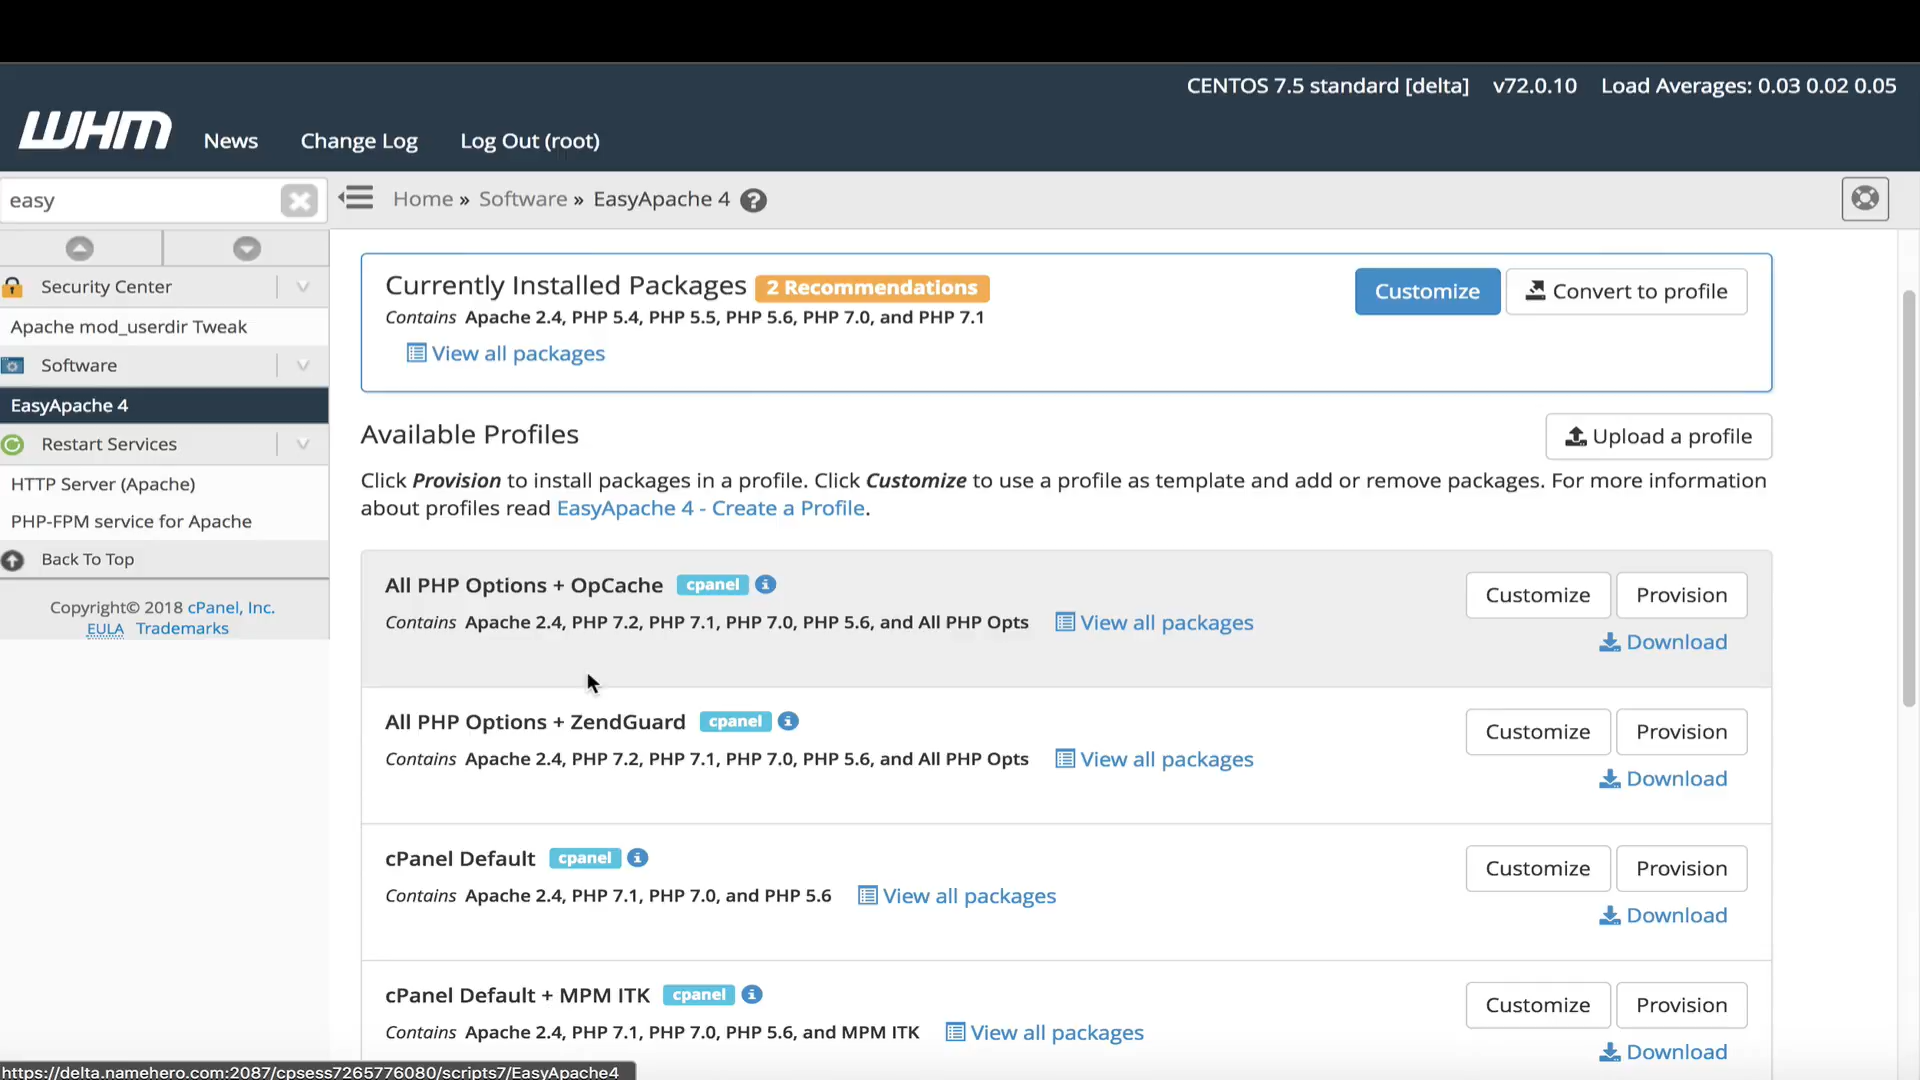 CENTOS 7.5 standard [delta] v72.0.10 Load Averages: 0.03 0.02 0.05
WHM News Change Log Log Out (root)
easy
Home » Software » EasyApache 4
Security Center
Apache mod_userdir Tweak
Software
EasyApache 4
Restart Services
HTTP Server (Apache)
PHP-FPM service for Apache
Back To Top
Copyright© 2018 cPanel, Inc.
EULA Trademarks
Currently Installed Packages 2 Recommendations
Customize Convert to profile
Contains Apache 2.4, PHP 5.4, PHP 5.5, PHP 5.6, PHP 7.0, and PHP 7.1
View all packages
Available Profiles
Upload a profile
Click Provision to install packages in a profile. Click Customize to use a profile as template and add or remove packages. For more information
about profiles read EasyApache 4 - Create a Profile.
All PHP Options + OpCache cpanel
Customize Provision
Contains Apache 2.4, PHP 7.2, PHP 7.1, PHP 7.0, PHP 5.6, and All PHP Opts View all packages
Download
All PHP Options + ZendGuard cpanel
Customize Provision
Contains Apache 2.4, PHP 7.2, PHP 7.1, PHP 7.0, PHP 5.6, and All PHP Opts View all packages
Download
cPanel Default cpanel
Customize Provision
Contains Apache 2.4, PHP 7.1, PHP 7.0, and PHP 5.6 View all packages
Download
cPanel Default + MPM ITK cpanel
Customize Provision
Contains Apache 2.4, PHP 7.1, PHP 7.0, PHP 5.6, and MPM ITK View all packages
Download
https://delta.namehero.com:2087/cpsess7265776080/scripts7/EasyApache4